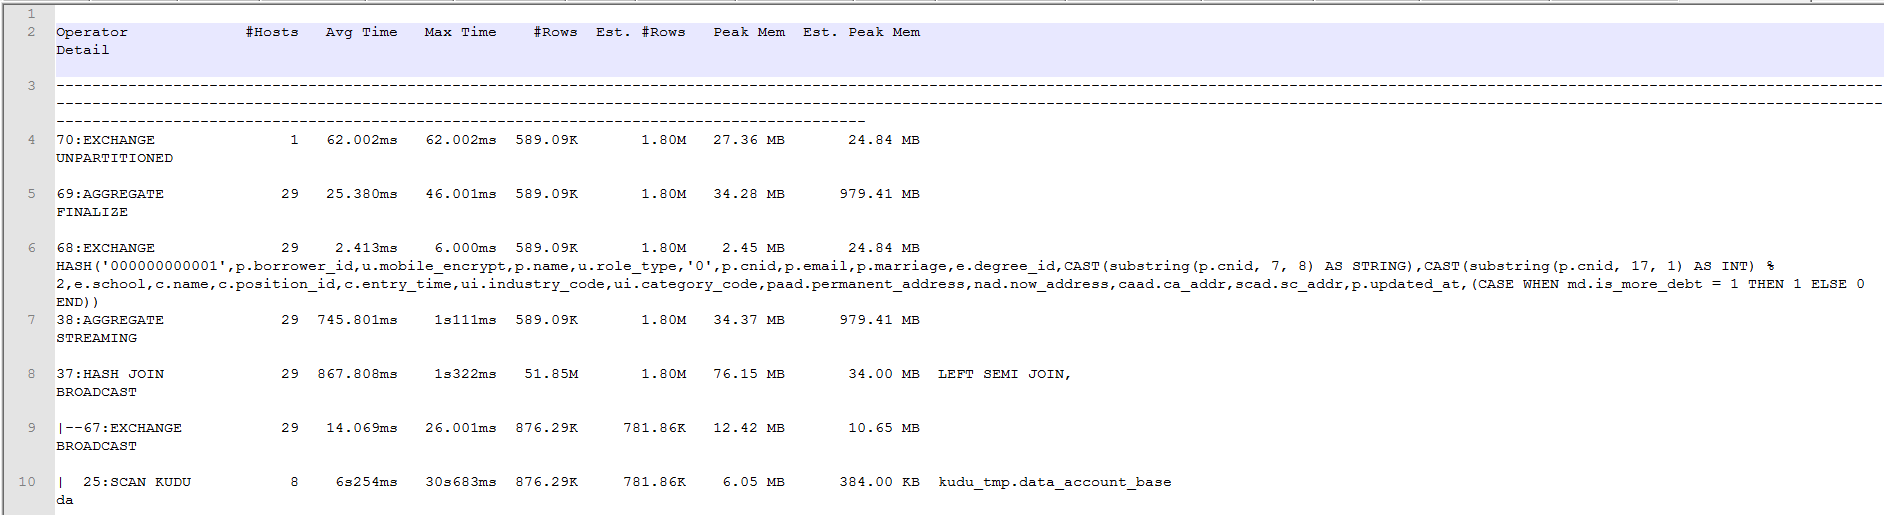 1
2 Operator #Hosts Avg Time Max Time #Rows Est. #Rows Peak Mem Est. Peak Mem
Detail
3 --------------------------------------------------------------------------------------------------------------------------------------------------------------------------------------------------------
--------------------------------------------------------------------------------------------------------------------------------------------------------------------------------------------------------
------------------------------------------------------------------------------------------
4 70:EXCHANGE 1 62.002ms 62.002ms 589.09K 1.80M 27.36 MB 24.84 MB
UNPARTITIONED
5 69:AGGREGATE 29 25.380ms 46.001ms 589.09K 1.80M 34.28 MB 979.41 MB
FINALIZE
6 68:EXCHANGE 29 2.413ms 6.000ms 589.09K 1.80M 2.45 MB 24.84 MB
HASH('000000000001',p.borrower_id,u.mobile_encrypt,p.name,u.role_type,'0',p.cnid,p.email,p.marriage,e.degree_id,CAST(substring(p.cnid, 7, 8) AS STRING),CAST(substring(p.cnid, 17, 1) AS INT) %
2,e.school,c.name,c.position_id,c.entry_time,ui.industry_code,ui.category_code,paad.permanent_address,nad.now_address,caad.ca_addr,scad.sc_addr,p.updated_at,(CASE WHEN md.is_more_debt = 1 THEN 1 ELSE 0
END))
7 38:AGGREGATE 29 745.801ms 1s111ms 589.09K 1.80M 34.37 MB 979.41 MB
STREAMING
8 37:HASH JOIN 29 867.808ms 1s322ms 51.85M 1.80M 76.15 MB 34.00 MB LEFT SEMI JOIN,
BROADCAST
9 |--67:EXCHANGE 29 14.069ms 26.001ms 876.29K 781.86K 12.42 MB 10.65 MB
BROADCAST
10 | 25:SCAN KUDU 8 6s254ms 30s683ms 876.29K 781.86K 6.05 MB 384.00 KB kudu_tmp.data_account_base
da